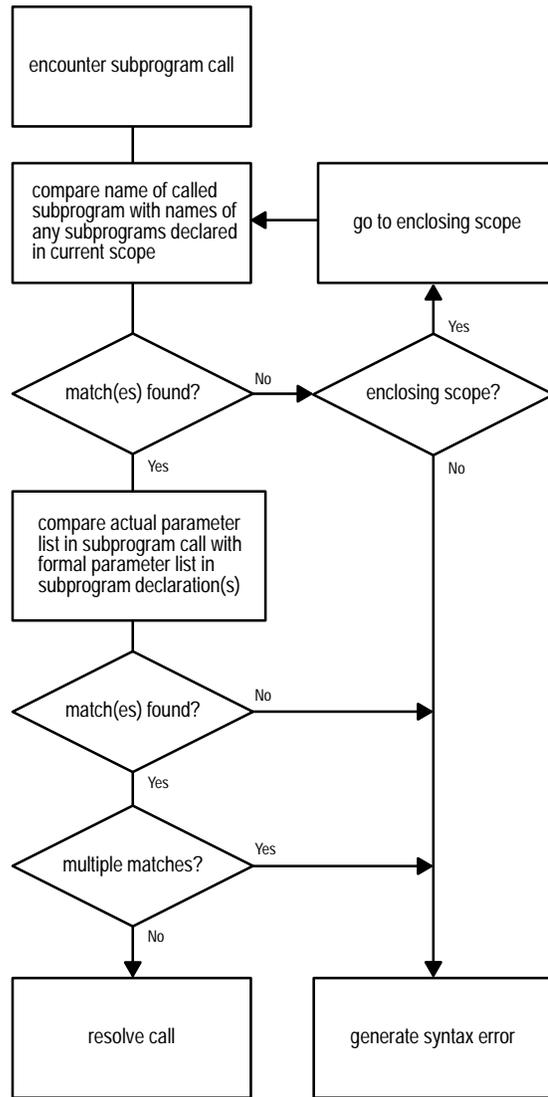 encounter subprogram call
compare name of called
subprogram with names of
any subprograms declared
in current scope
go to enclosing scope
Yes
match(es) found?
No
enclosing scope?
Yes
No
compare actual parameter
list in subprogram call with
formal parameter list in
subprogram declaration(s)
match(es) found?
No
Yes
multiple matches?
Yes
No
resolve call
generate syntax error